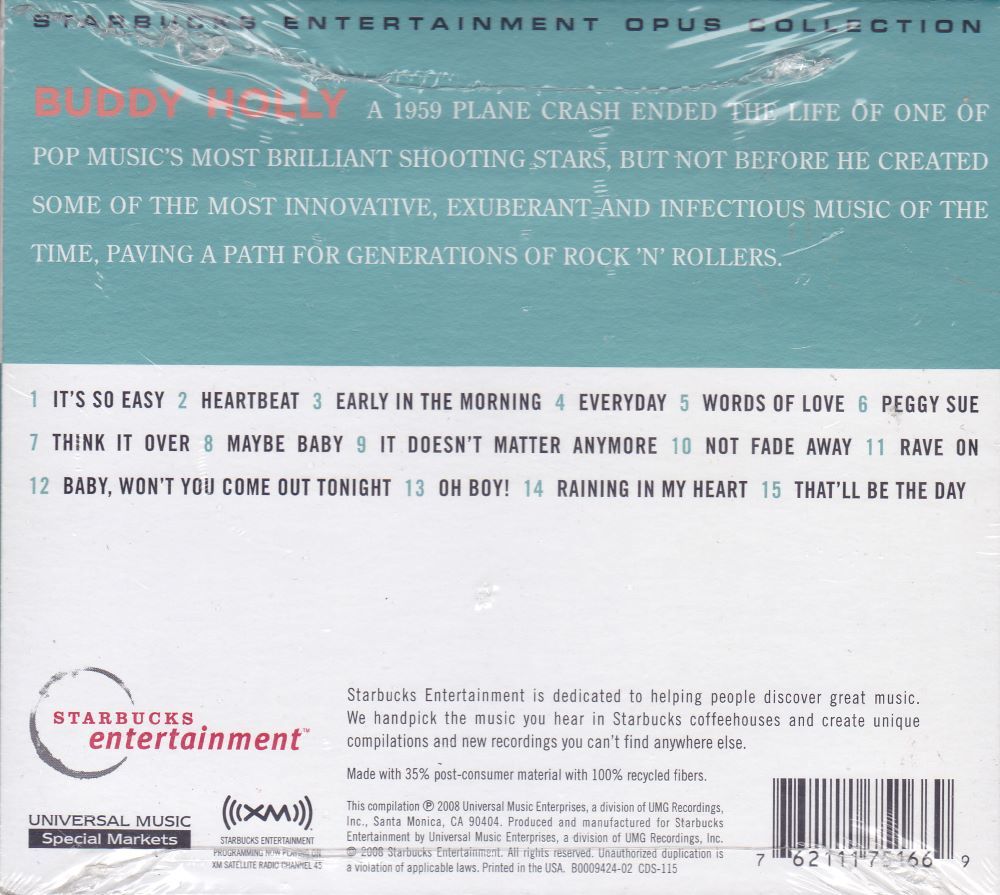 STARBUCKS ENTERTAINMENT OPUS COLLECTION
BUDDY HOLLY A 1959 PLANE CRASH ENDED THE LIFE OF ONE OF
POP MUSIC'S MOST BRILLIANT SHOOTING STARS, BUT NOT BEFORE HE CREATED
SOME OF THE MOST INNOVATIVE, EXUBERANT AND INFECTIOUS MUSIC OF THE
TIME, PAVING A PATH FOR GENERATIONS OF ROCK 'N' ROLLERS.
1 IT'S SO EASY 2 HEARTBEAT 3 EARLY IN THE MORNING 4 EVERYDAY 5 WORDS OF LOVE 6 PEGGY SUE
7 THINK IT OVER 8 MAYBE BABY 9 IT DOESN'T MATTER ANYMORE 10 NOT FADE AWAY 11 RAVE ON
12 BABY, WON'T YOU COME OUT TONIGHT 13 OH BOY! 14 RAINING IN MY HEART 15 THAT'LL BE THE DAY
STARBUCKS
entertainment™
Starbucks Entertainment is dedicated to helping people discover great music.
We handpick the music you hear in Starbucks coffeehouses and create unique
compilations and new recordings you can't find anywhere else.
Made with 35% post-consumer material with 100% recycled fibers.
UNIVERSAL MUSIC
Special Markets
((XM))
STARBUCKS ENTERTAINMENT
PROGRAMMING NOW PLAYING ON
XM SATELLITE RADIO CHANNEL 45
This compilation ℗ 2008 Universal Music Enterprises, a division of UMG Recordings,
Inc., Santa Monica, CA 90404. Produced and manufactured for Starbucks
Entertainment by Universal Music Enterprises, a division of UMG Recordings, Inc.
© 2008 Starbucks Entertainment. All rights reserved. Unauthorized duplication is
a violation of applicable laws. Printed in the USA. B0009424-02 CDS-115
7 62111 75166 9